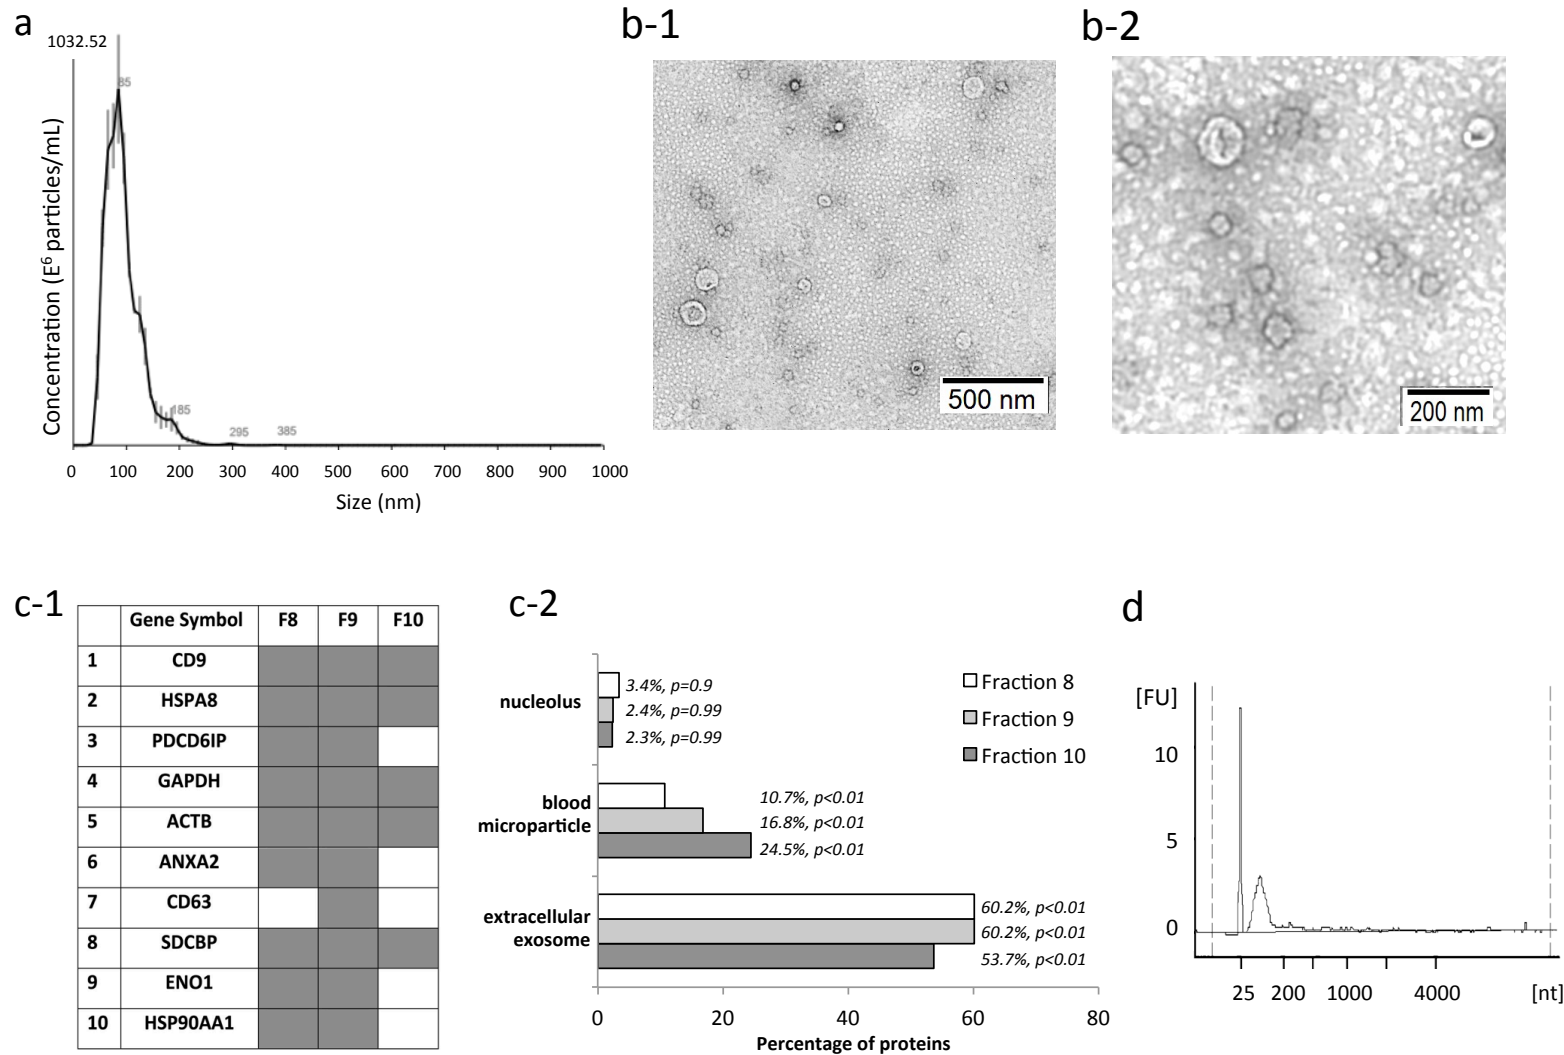 a
1032.52
85
185
295
385
Concentration (E⁶ particles/mL)
0 100 200 300 400 500 600 700 800 900 1000
Size (nm)
b-1
500 nm
b-2
200 nm
c-1
Gene Symbol F8 F9 F10
1 CD9
2 HSPA8
3 PDCD6IP
4 GAPDH
5 ACTB
6 ANXA2
7 CD63
8 SDCBP
9 ENO1
10 HSP90AA1
c-2
nucleolus
3.4%, p=0.9
2.4%, p=0.99
2.3%, p=0.99
blood
microparticle
10.7%, p<0.01
16.8%, p<0.01
24.5%, p<0.01
extracellular
exosome
60.2%, p<0.01
60.2%, p<0.01
53.7%, p<0.01
Fraction 8
Fraction 9
Fraction 10
0 20 40 60 80
Percentage of proteins
d
[FU]
10
5
0
25 200 1000 4000 [nt]